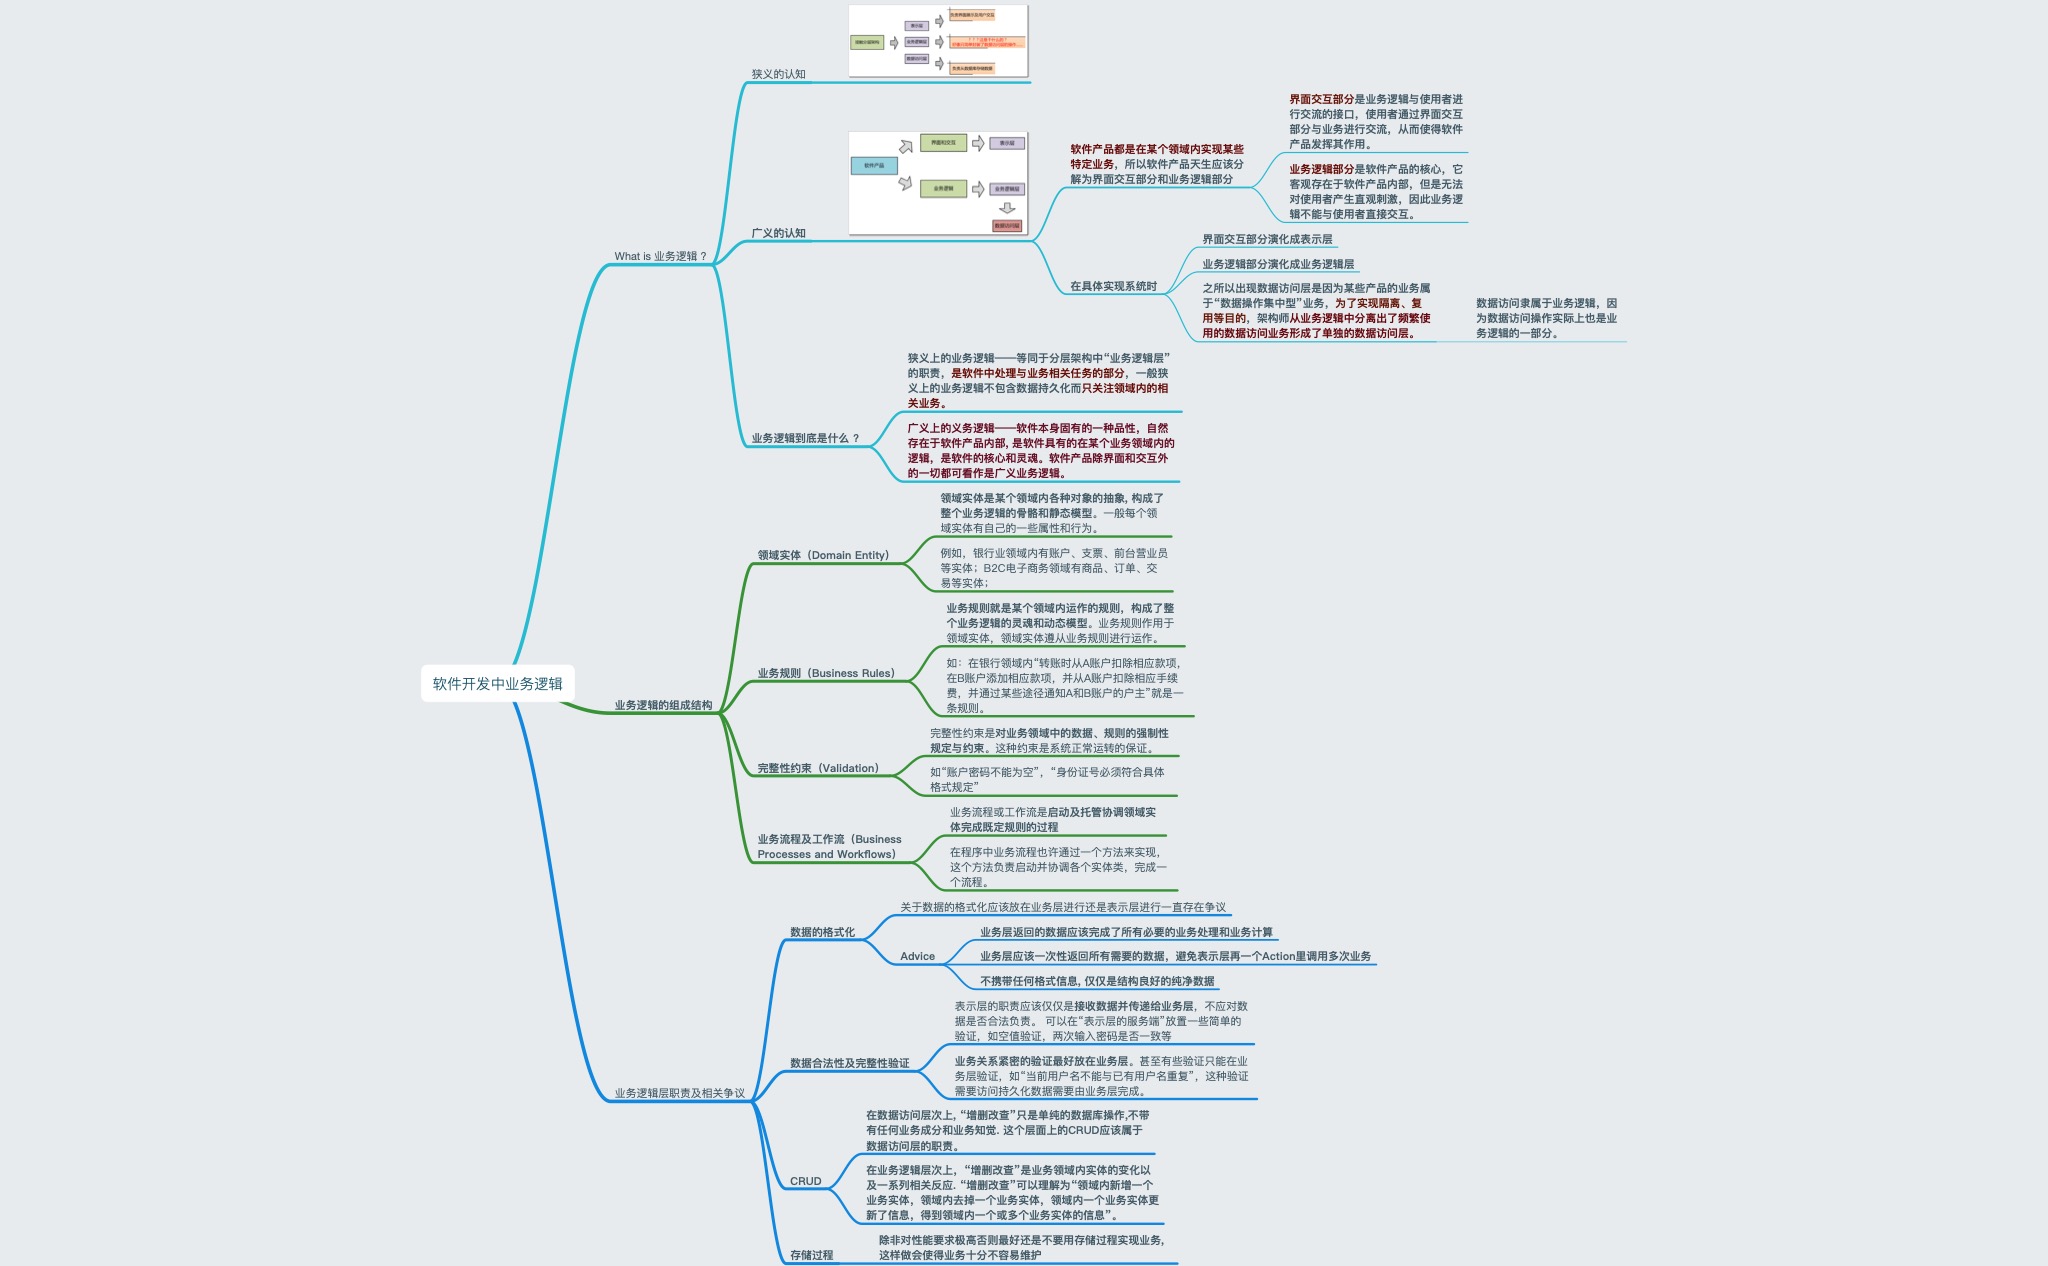 软件开发中业务逻辑
What is 业务逻辑？
狭义的认知
表示层
业务逻辑层
数据访问层
广义的认知
软件产品
界面和交互
表示层
业务逻辑
业务逻辑层
数据访问层
软件产品都是在某个领域内实现某些
特定业务，所以软件产品天生应该分
解为界面交互部分和业务逻辑部分
界面交互部分是业务逻辑与使用者进
行交流的接口，使用者通过界面交互
部分与业务进行交流，从而使得软件
产品发挥其作用。
业务逻辑部分是软件产品的核心，它
客观存在于软件产品内部，但是无法
对使用者产生直观刺激，因此业务逻
辑不能与使用者直接交互。
在具体实现系统时
界面交互部分演化成表示层
业务逻辑部分演化成业务逻辑层
之所以出现数据访问层是因为某些产品的业务属
于“数据操作集中型”业务，为了实现隔离、复
用等目的，架构师从业务逻辑中分离出了频繁使
用的数据访问业务形成了单独的数据访问层。
数据访问隶属于业务逻辑，因
为数据访问操作实际上也是业
务逻辑的一部分。
业务逻辑到底是什么？
狭义上的业务逻辑——等同于分层架构中“业务逻辑层”
的职责，是软件中处理与业务相关任务的部分，一般狭
义上的业务逻辑不包含数据持久化而只关注领域内的相
关业务。
广义上的义务逻辑——软件本身固有的一种品性，自然
存在于软件产品内部, 是软件具有的在某个业务领域内的
逻辑，是软件的核心和灵魂。软件产品除界面和交互外
的一切都可看作是广义业务逻辑。
业务逻辑的组成结构
领域实体（Domain Entity）
领域实体是某个领域内各种对象的抽象, 构成了
整个业务逻辑的骨骼和静态模型。一般每个领
域实体有自己的一些属性和行为。
例如，银行业领域内有账户、支票、前台营业员
等实体；B2C电子商务领域有商品、订单、交
易等实体；
业务规则（Business Rules）
业务规则就是某个领域内运作的规则，构成了整
个业务逻辑的灵魂和动态模型。业务规则作用于
领域实体，领域实体遵从业务规则进行运作。
如：在银行领域内“转账时从A账户扣除相应款项，
在B账户添加相应款项，并从A账户扣除相应手续
费，并通过某些途径通知A和B账户的户主”就是一
条规则。
完整性约束（Validation）
完整性约束是对业务领域中的数据、规则的强制性
规定与约束。这种约束是系统正常运转的保证。
如“账户密码不能为空”，“身份证号必须符合具体
格式规定”
业务流程及工作流（Business
Processes and Workflows）
业务流程或工作流是启动及托管协调领域实
体完成既定规则的过程
在程序中业务流程也许通过一个方法来实现，
这个方法负责启动并协调各个实体类，完成一
个流程。
业务逻辑层职责及相关争议
数据的格式化
关于数据的格式化应该放在业务层进行还是表示层进行一直存在争议
Advice
业务层返回的数据应该完成了所有必要的业务处理和业务计算
业务层应该一次性返回所有需要的数据，避免表示层再一个Action里调用多次业务
不携带任何格式信息, 仅仅是结构良好的纯净数据
数据合法性及完整性验证
表示层的职责应该仅仅是接收数据并传递给业务层，不应对数
据是否合法负责。 可以在“表示层的服务端”放置一些简单的
验证，如空值验证，两次输入密码是否一致等
业务关系紧密的验证最好放在业务层。甚至有些验证只能在业
务层验证，如“当前用户名不能与已有用户名重复”，这种验证
需要访问持久化数据需要由业务层完成。
CRUD
在数据访问层次上, “增删改查”只是单纯的数据库操作,不带
有任何业务成分和业务知觉. 这个层面上的CRUD应该属于
数据访问层的职责。
在业务逻辑层次上，“增删改查”是业务领域内实体的变化以
及一系列相关反应. “增删改查”可以理解为“领域内新增一个
业务实体，领域内去掉一个业务实体，领域内一个业务实体更
新了信息，得到领域内一个或多个业务实体的信息”。
存储过程
除非对性能要求极高否则最好还是不要用存储过程实现业务，
这样做会使得业务十分不容易维护